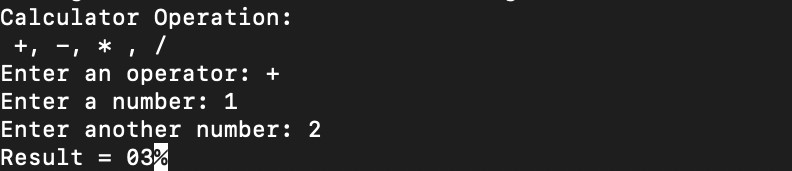 Calculator Operation:
 +, -, * , /
Enter an operator: +
Enter a number: 1
Enter another number: 2
Result = 03%